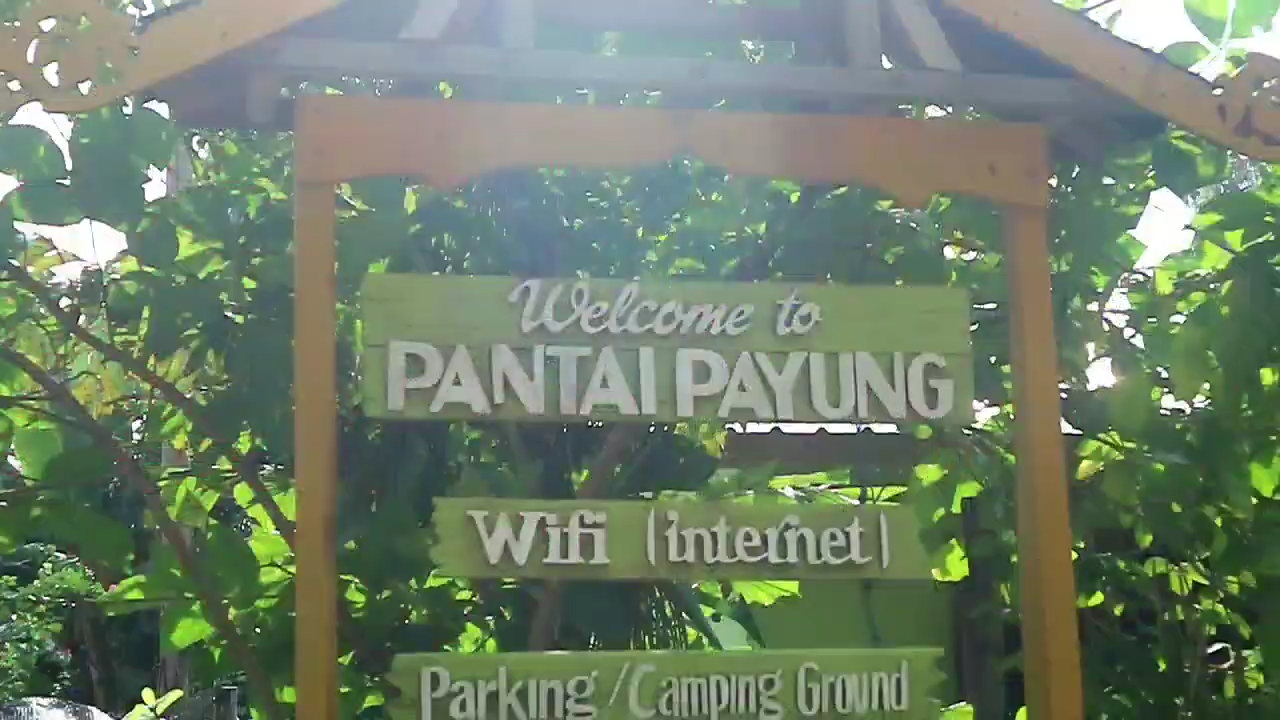 Welcome to
PANTAI PAYUNG
Wifi (internet)
Parking/Camping Ground